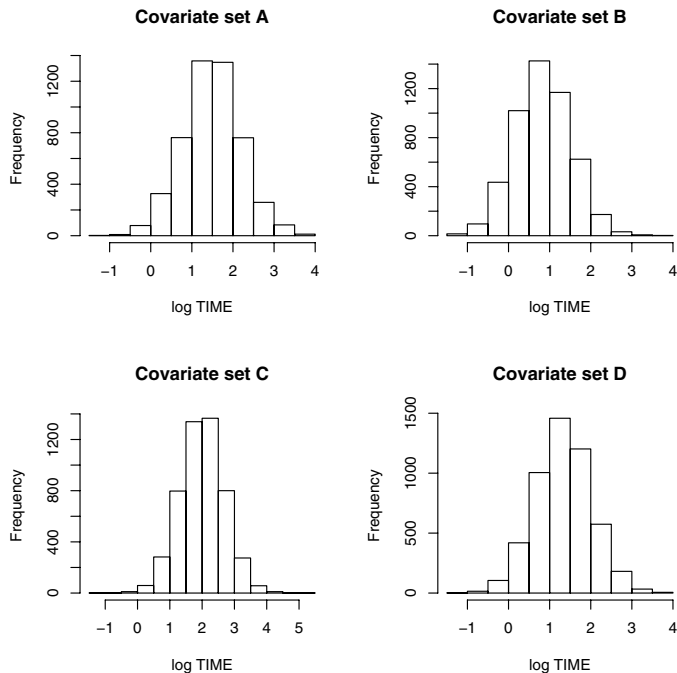 Covariate set A
Frequency
0 400 800 1200
−1 0 1 2 3 4
log TIME
Covariate set B
Frequency
0 400 800 1200
−1 0 1 2 3 4
log TIME
Covariate set C
Frequency
0 400 800 1200
−1 0 1 2 3 4 5
log TIME
Covariate set D
Frequency
0 500 1000 1500
−1 0 1 2 3 4
log TIME